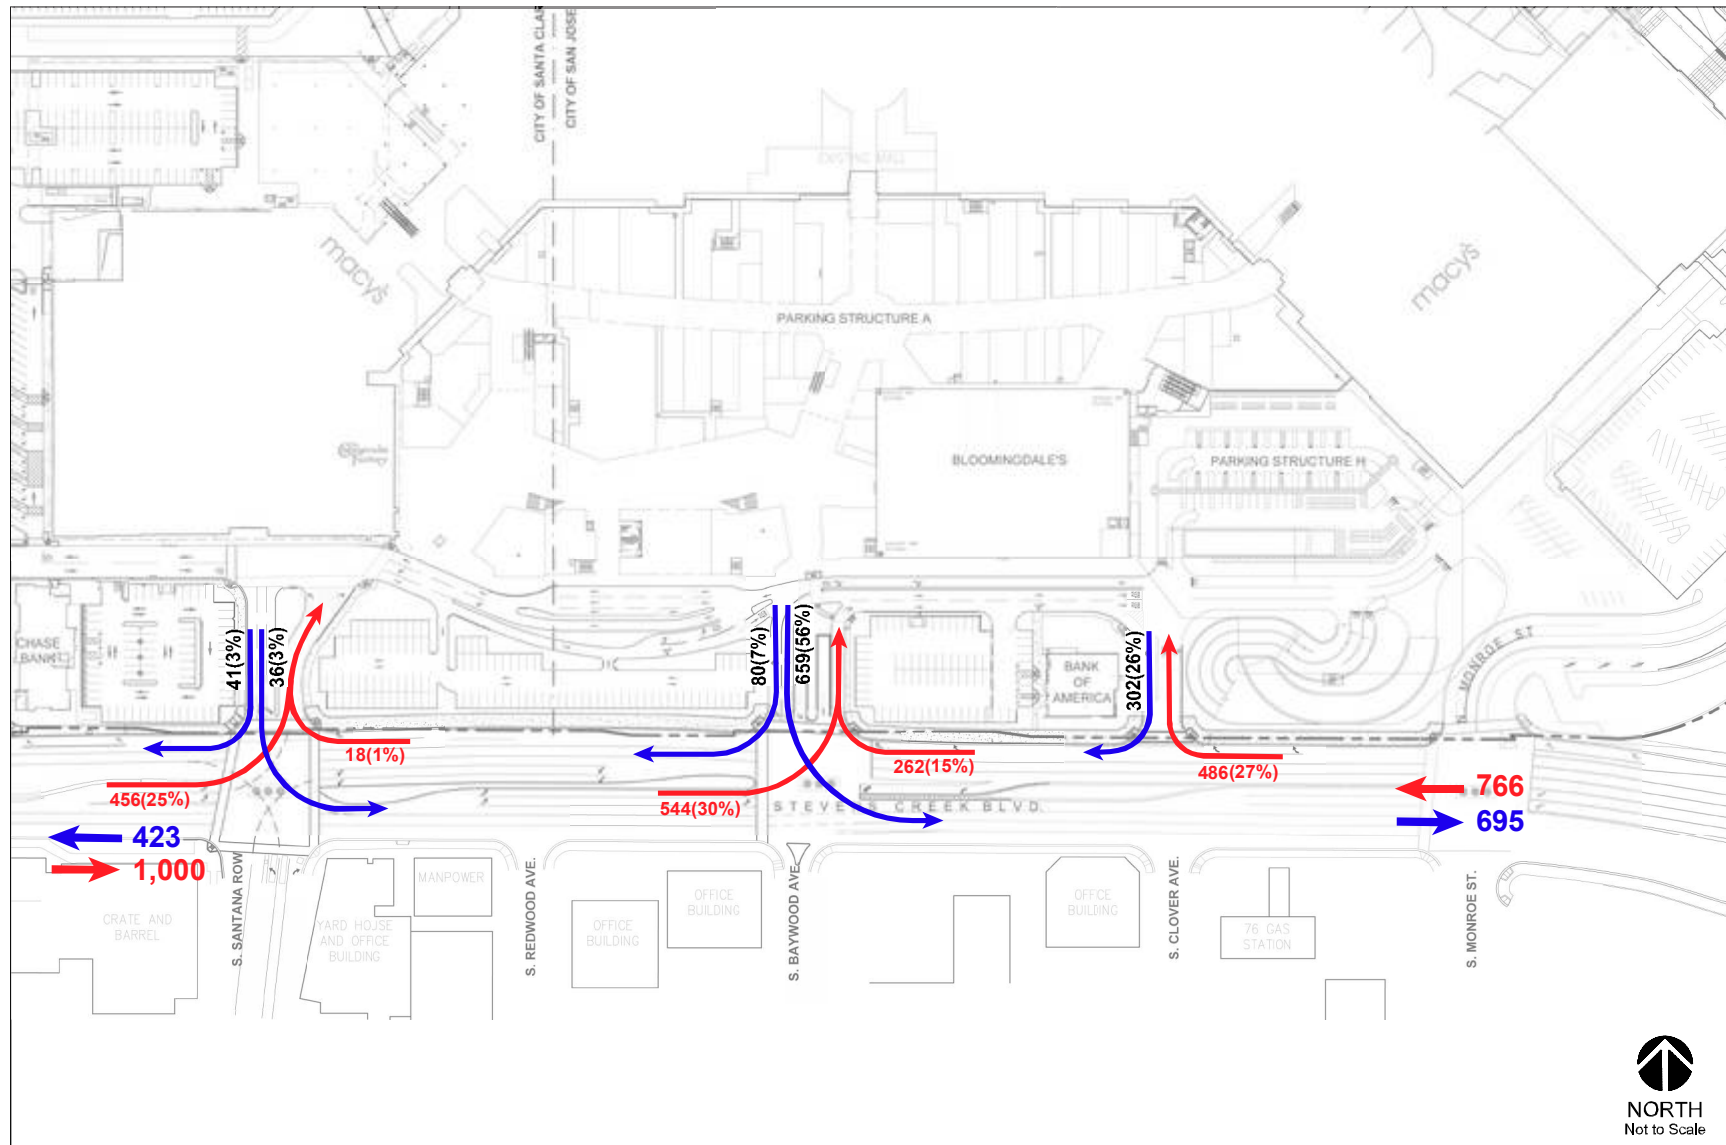 CITY OF SANTA CLAR
CITY OF SAN JOSE
EXISTING MALL
macy's
macy's
PARKING STRUCTURE A
BLOOMINGDALE'S
PARKING STRUCTURE H
CHASE
BANK
41(3%)
36(3%)
80(7%)
659(56%)
302(26%)
BANK
OF
AMERICA
MONROE ST
18(1%)
262(15%)
486(27%)
456(25%)
544(30%)
STEVENS CREEK BLVD.
766
695
423
1,000
S. SANTANA ROW
S. REDWOOD AVE.
S. BAYWOOD AVE.
S. CLOVER AVE.
S. MONROE ST.
CRATE AND
BARREL
YARD HOUSE
AND OFFICE
BUILDING
MANPOWER
OFFICE
BUILDING
OFFICE
BUILDING
OFFICE
BUILDING
76 GAS
STATION
NORTH
Not to Scale